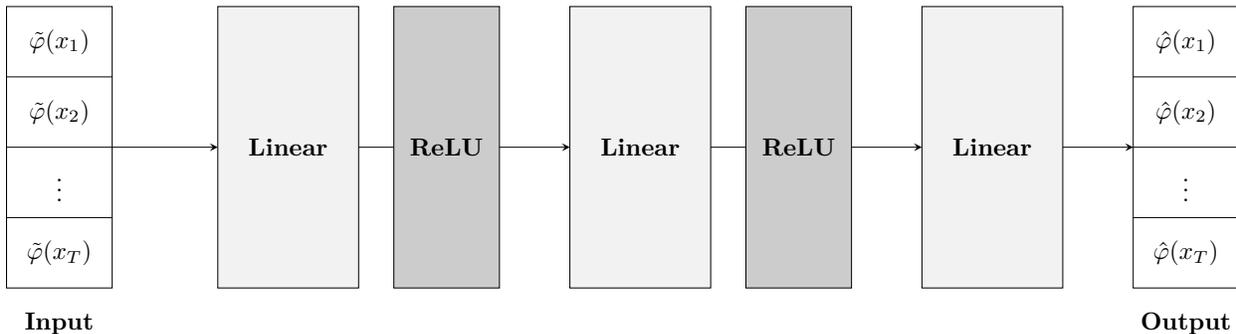 φ̃(x₁)
φ̃(x₂)
⋮
φ̃(x_T)
Input
Linear
ReLU
Linear
ReLU
Linear
φ̂(x₁)
φ̂(x₂)
⋮
φ̂(x_T)
Output